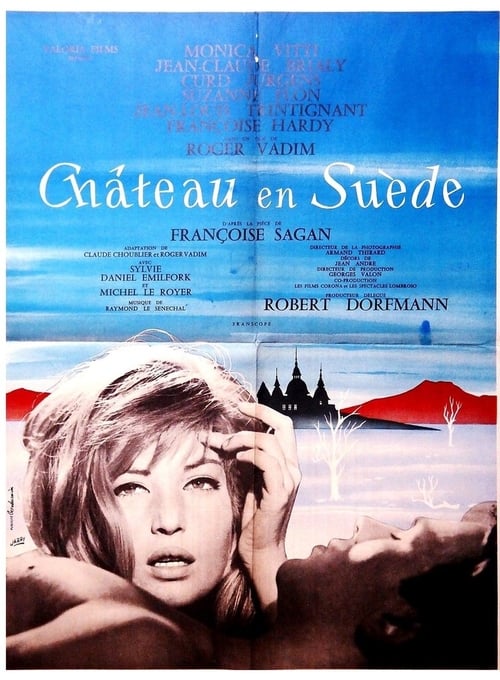 VALORIA FILMS
MONICA VITTI
JEAN-CLAUDE BRIALY
CURD JURGENS
SUZANNE FLON
JEAN-LOUIS TRINTIGNANT
FRANÇOISE HARDY
ROGER VADIM
Château en Suède
D'APRÈS LA PIÈCE DE
FRANÇOISE SAGAN
ADAPTATION DE
CLAUDE CHOUBLIER et ROGER VADIM
AVEC
SYLVIE
DANIEL EMILFORK
ET
MICHEL LE ROYER
MUSIQUE DE
RAYMOND LE SENECHAL
DIRECTEUR DE LA PHOTOGRAPHIE
ARMAND THIRARD
DÉCORS DE
JEAN ANDRE
DIRECTEUR DE PRODUCTION
GEORGES VALON
CO-PRODUCTION
LES FILMS CORONA et LES SPECTACLES LUMBROSO
PRODUCTEUR DÉLÉGUÉ
ROBERT DORFMANN
FRANSCOPE